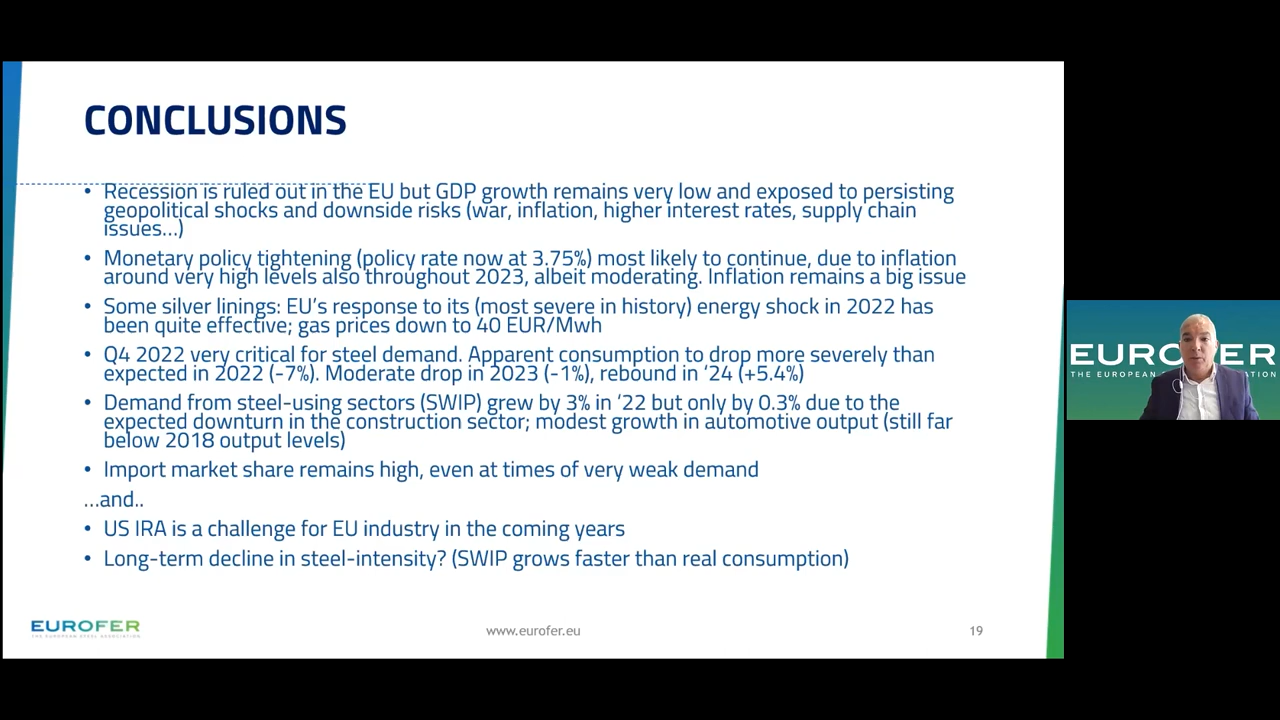 CONCLUSIONS
• Recession is ruled out in the EU but GDP growth remains very low and exposed to persisting
geopolitical shocks and downside risks (war, inflation, higher interest rates, supply chain
issues…)
• Monetary policy tightening (policy rate now at 3.75%) most likely to continue, due to inflation
around very high levels also throughout 2023, albeit moderating. Inflation remains a big issue
• Some silver linings: EU’s response to its (most severe in history) energy shock in 2022 has
been quite effective; gas prices down to 40 EUR/Mwh
• Q4 2022 very critical for steel demand. Apparent consumption to drop more severely than
expected in 2022 (-7%). Moderate drop in 2023 (-1%), rebound in ‘24 (+5.4%)
• Demand from steel-using sectors (SWIP) grew by 3% in ‘22 but only by 0.3% due to the
expected downturn in the construction sector; modest growth in automotive output (still far
below 2018 output levels)
• Import market share remains high, even at times of very weak demand
…and..
• US IRA is a challenge for EU industry in the coming years
• Long-term decline in steel-intensity? (SWIP grows faster than real consumption)
EUROFER
THE EUROPEAN STEEL ASSOCIATION
www.eurofer.eu
19
EUROFER
THE EUROPEAN